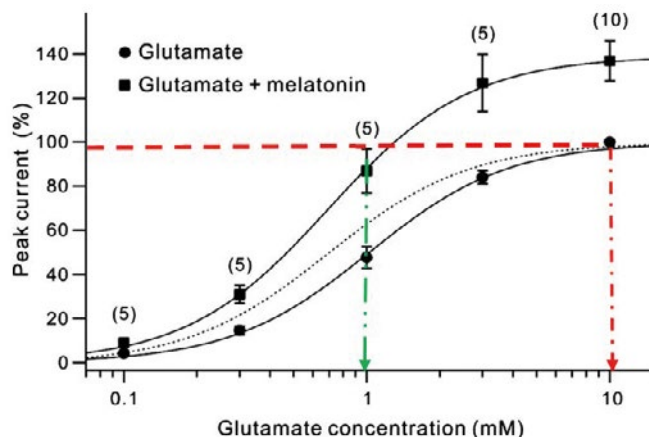 (10)
140
(5)
Glutamate
120
Glutamate + melatonin
(5)
100
80
Peak current (%)
60
40
(5)
20
(5)
0
0.1 1 10
Glutamate concentration (mM)